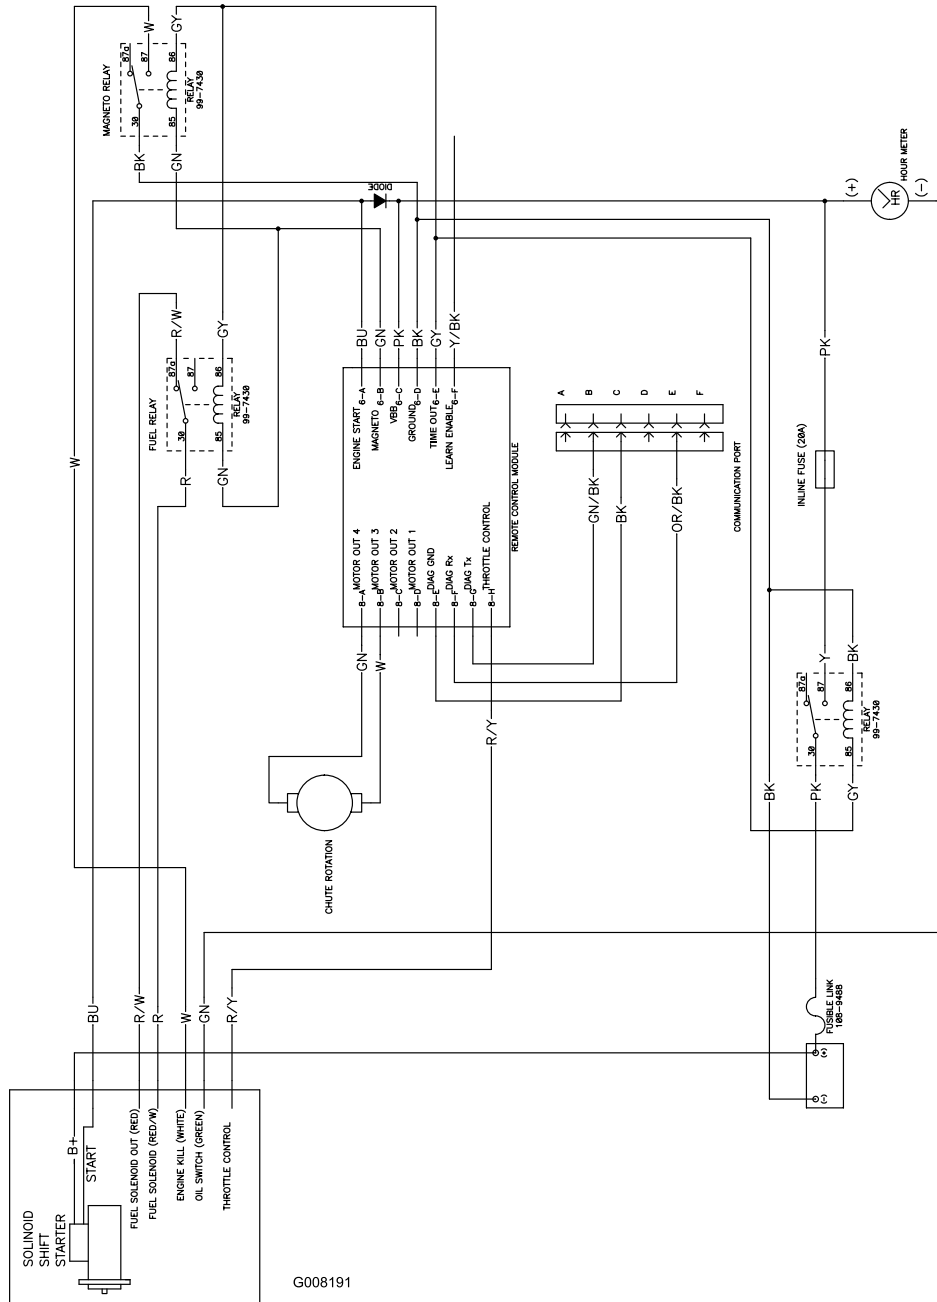 W
W
GY
87a
87
86
MAGNETO RELAY
30
85
RELAY
99-7430
BK
GN
DIODE
(+)
HR
HOUR METER
(-)
R/W
GY
87a
87
86
FUEL RELAY
30
85
RELAY
99-7430
R
GN
W
BU
GN
PK
BK
GY
Y/BK
ENGINE START 6-A
MAGNETO 6-B
VBB 6-C
GROUND 6-D
TIME OUT 6-E
LEARN ENABLE 6-F
8-A MOTOR OUT 4
8-B MOTOR OUT 3
8-C MOTOR OUT 2
8-D MOTOR OUT 1
8-E DIAG GND
8-F DIAG Rx
8-G DIAG Tx
8-H THROTTLE CONTROL
REMOTE CONTROL MODULE
A
B
C
D
E
F
COMMUNICATION PORT
GN/BK
BK
OR/BK
PK
INLINE FUSE (20A)
GN
W
R/Y
CHUTE ROTATION
Y
BK
87a
87
86
30
85
RELAY
99-7430
BK
PK
GY
FUSIBLE LINK
108-9488
(+)
(-)
BU
R/W
R
W
GN
R/Y
B+
START
FUEL SOLENOID OUT (RED)
FUEL SOLENOID (RED/W)
ENGINE KILL (WHITE)
OIL SWITCH (GREEN)
THROTTLE CONTROL
SOLINOID
SHIFT
STARTER
G008191